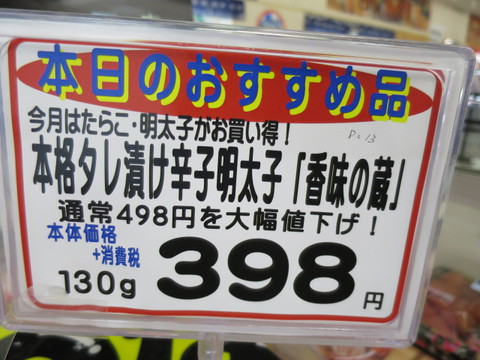 本日のおすすめ品
今月はたらこ・明太子がお買い得！
本格タレ漬け辛子明太子「香味の蔵」
通常498円を大幅値下げ！
本体価格
+消費税
130g
398円